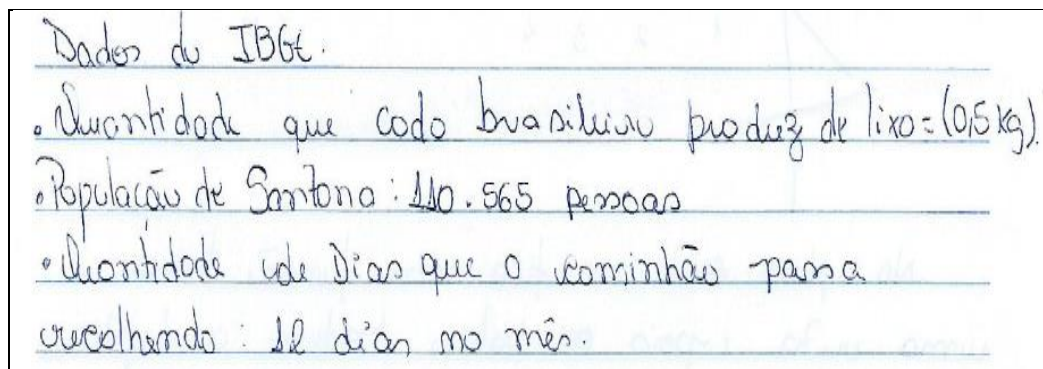 Dados do IBGE.
• Quantidade que cada brasileiro produz de lixo = (0,5 kg).
• População de Santana: 110.565 pessoas
• Quantidade de Dias que o caminhão passa
recolhendo: 12 dias no mês.